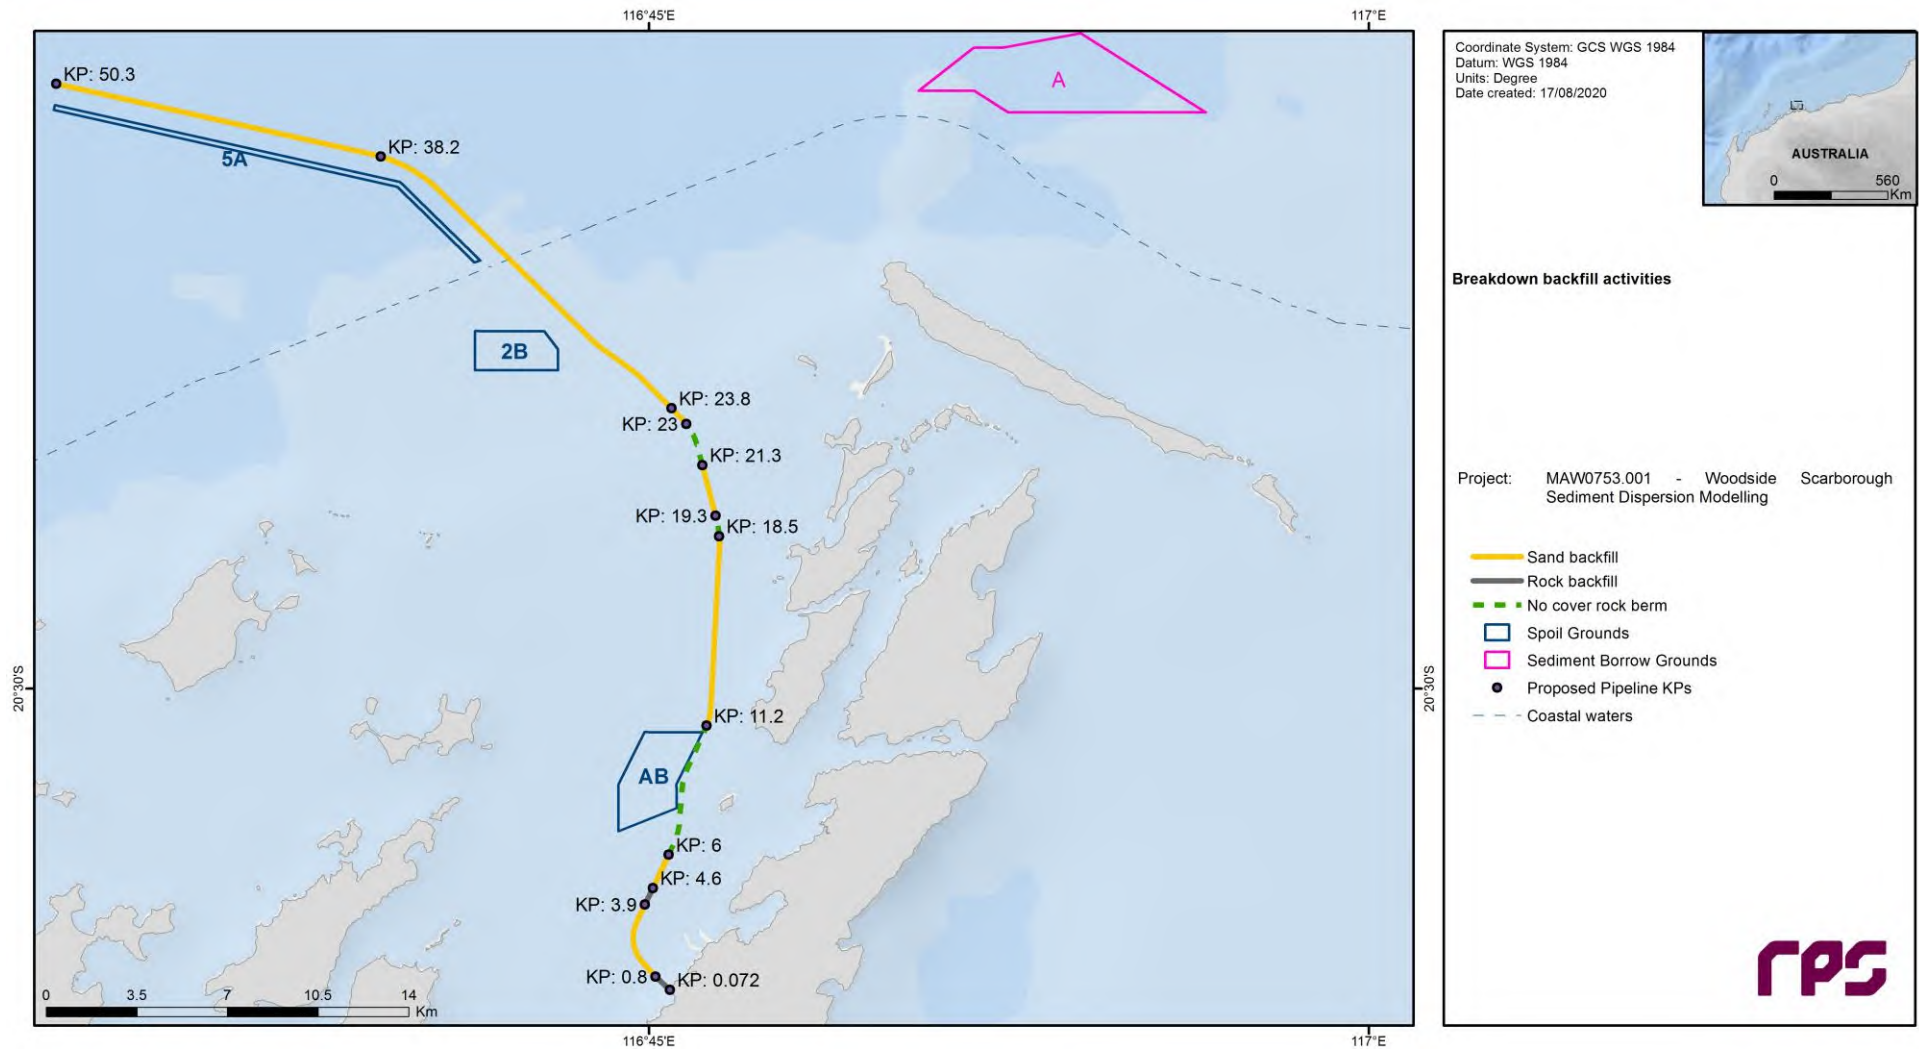 116°45'E
117°E
KP: 50.3
KP: 38.2
5A
A
2B
KP: 23.8
KP: 23
KP: 21.3
KP: 19.3
KP: 18.5
20°30'S
20°30'S
KP: 11.2
AB
KP: 6
KP: 4.6
KP: 3.9
KP: 0.8
KP: 0.072
0 3.5 7 10.5 14
Km
116°45'E
117°E
Coordinate System: GCS WGS 1984
Datum: WGS 1984
Units: Degree
Date created: 17/08/2020
AUSTRALIA
0 560
Km
Breakdown backfill activities
Project: MAW0753.001 - Woodside Scarborough
Sediment Dispersion Modelling
Sand backfill
Rock backfill
No cover rock berm
Spoil Grounds
Sediment Borrow Grounds
Proposed Pipeline KPs
Coastal waters
rps